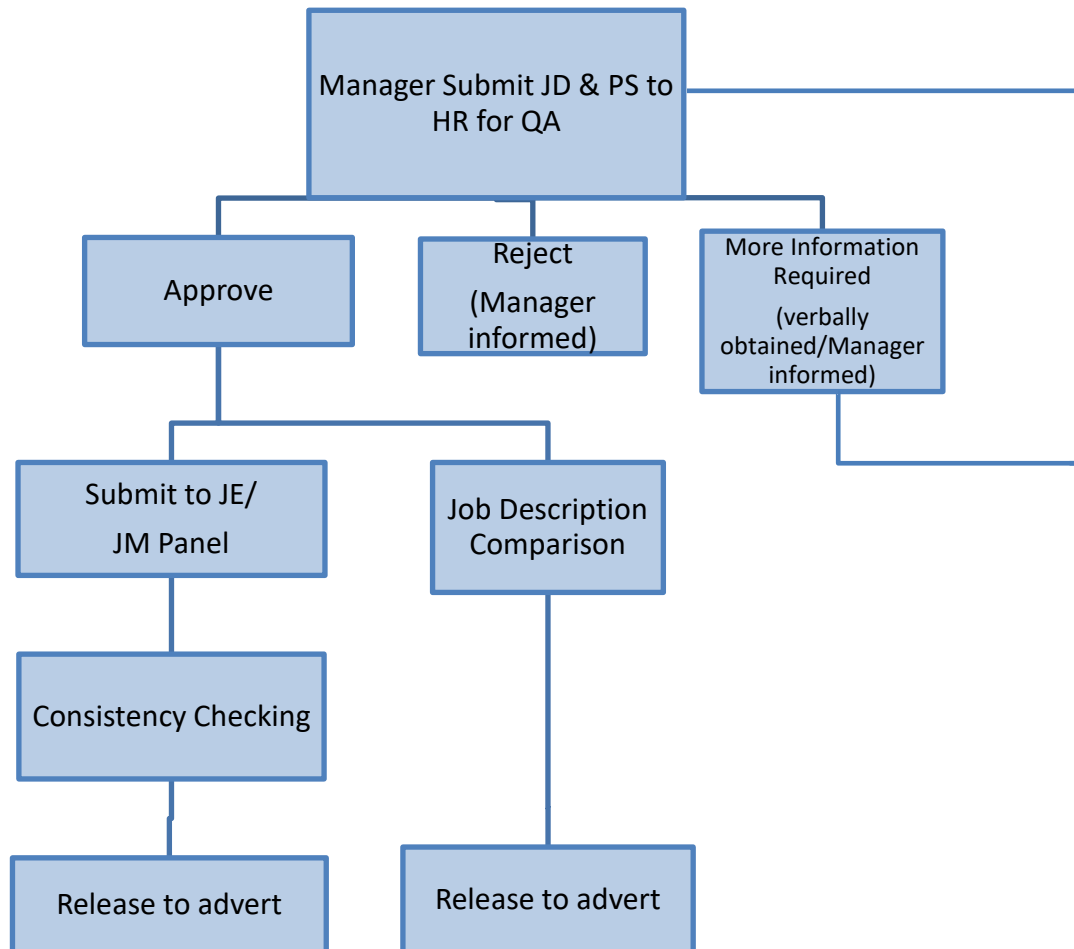 Manager Submit JD & PS to
HR for QA
Approve
Reject
(Manager
informed)
More Information
Required
(verbally
obtained/Manager
informed)
Submit to JE/
JM Panel
Job Description
Comparison
Consistency Checking
Release to advert
Release to advert